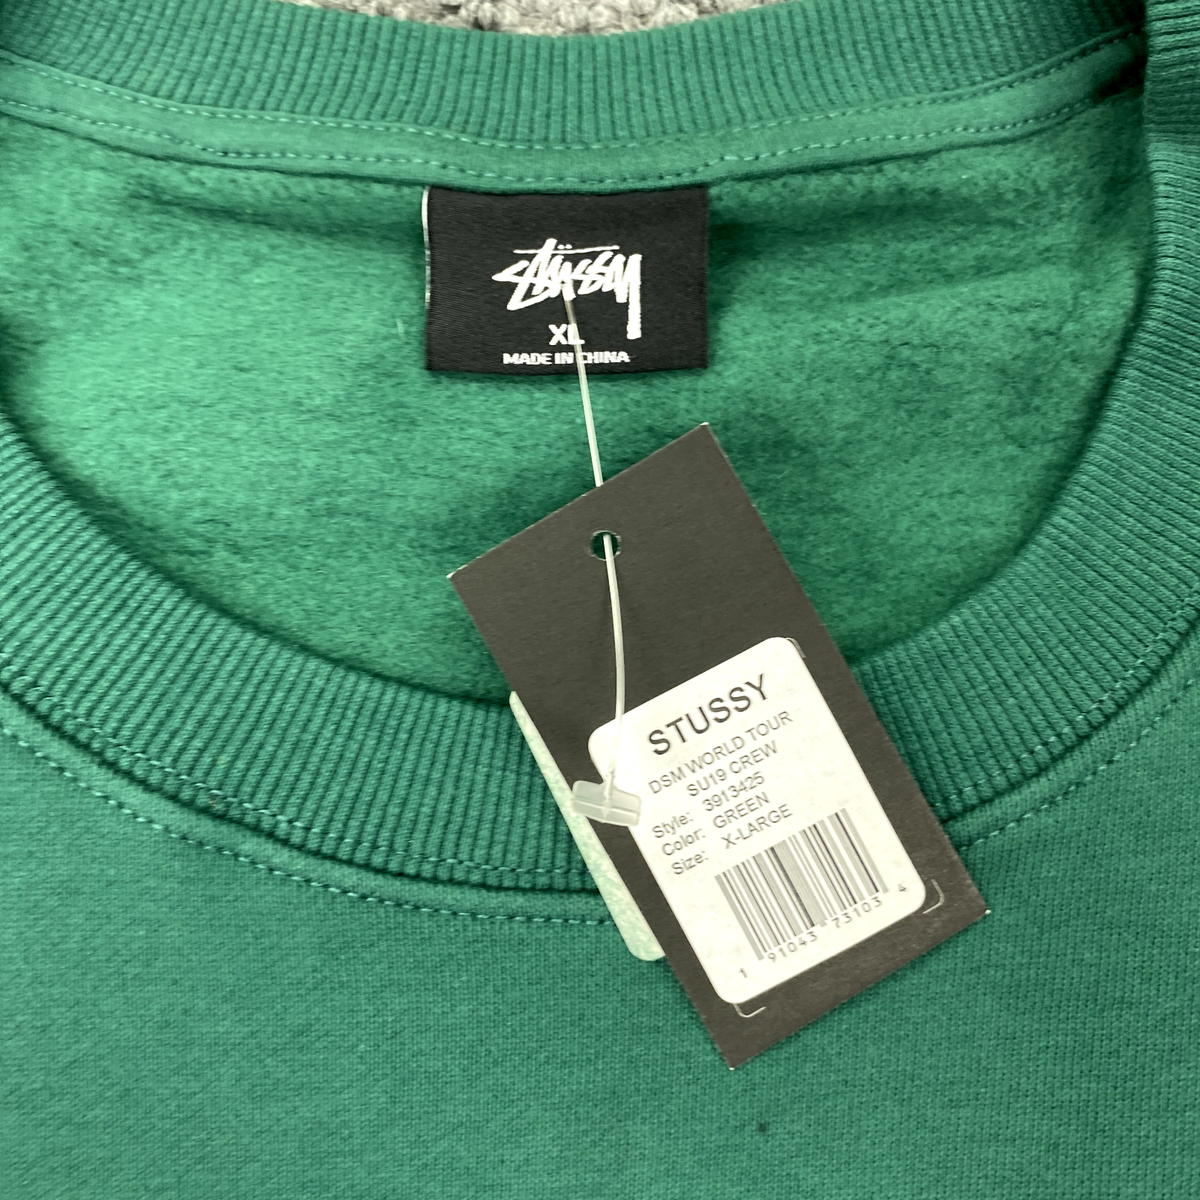 STÜSSY
XL
MADE IN CHINA
STUSSY
DSM WORLD TOUR
SU19 CREW
Style: 3913425
Color: GREEN
Size: X-LARGE
1 91043 73103 4